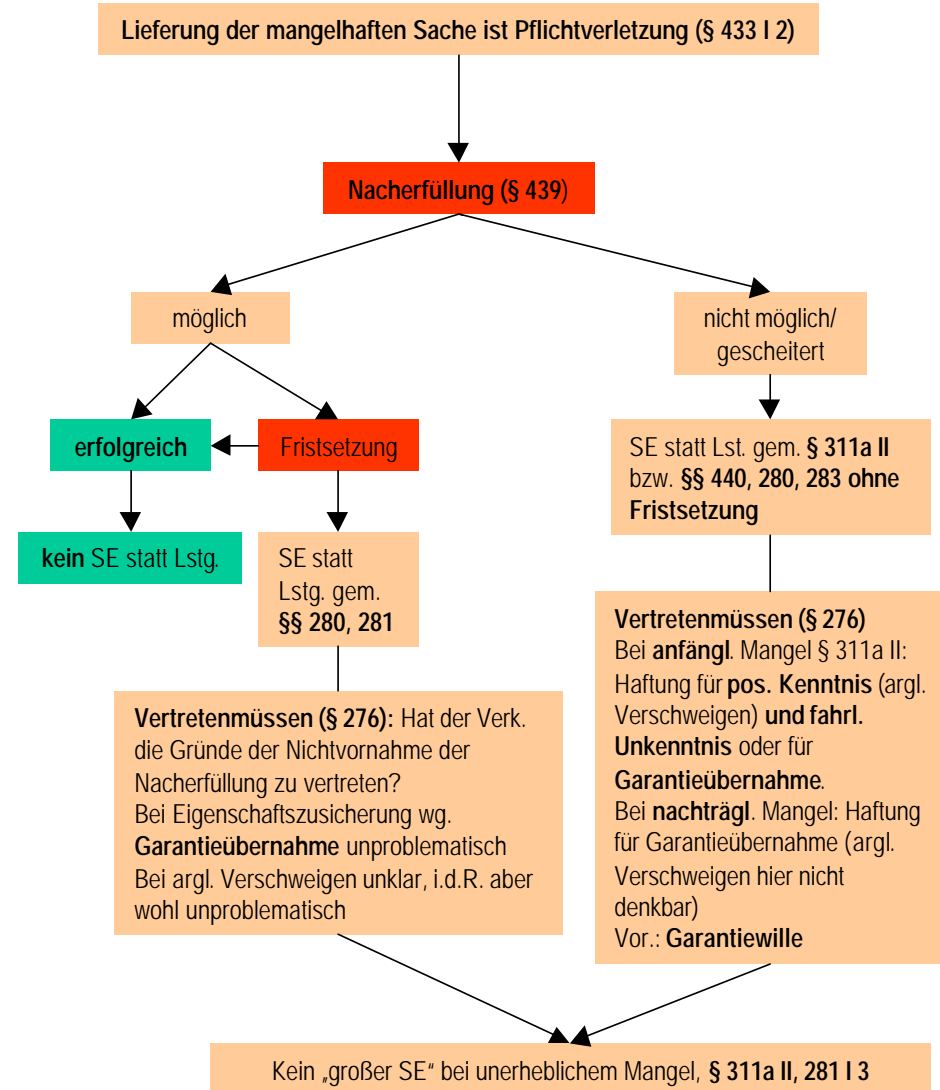 Lieferung der mangelhaften Sache ist Pflichtverletzung (§ 433 I 2)
Nacherfüllung (§ 439)
möglich
nicht möglich/
gescheitert
erfolgreich
Fristsetzung
SE statt Lst. gem. § 311a II
bzw. §§ 440, 280, 283 ohne
Fristsetzung
kein SE statt Lstg.
SE statt
Lstg. gem.
§§ 280, 281
Vertretenmüssen (§ 276)
Bei anfängl. Mangel § 311a II:
Haftung für pos. Kenntnis (argl.
Verschweigen) und fahrl.
Unkenntnis oder für
Garantieübernahme.
Bei nachträgl. Mangel: Haftung
für Garantieübernahme (argl.
Verschweigen hier nicht
denkbar)
Vor.: Garantiewille
Vertretenmüssen (§ 276): Hat der Verk.
die Gründe der Nichtvornahme der
Nacherfüllung zu vertreten?
Bei Eigenschaftszusicherung wg.
Garantieübernahme unproblematisch
Bei argl. Verschweigen unklar, i.d.R. aber
wohl unproblematisch
Kein „großer SE“ bei unerheblichem Mangel, § 311a II, 281 I 3